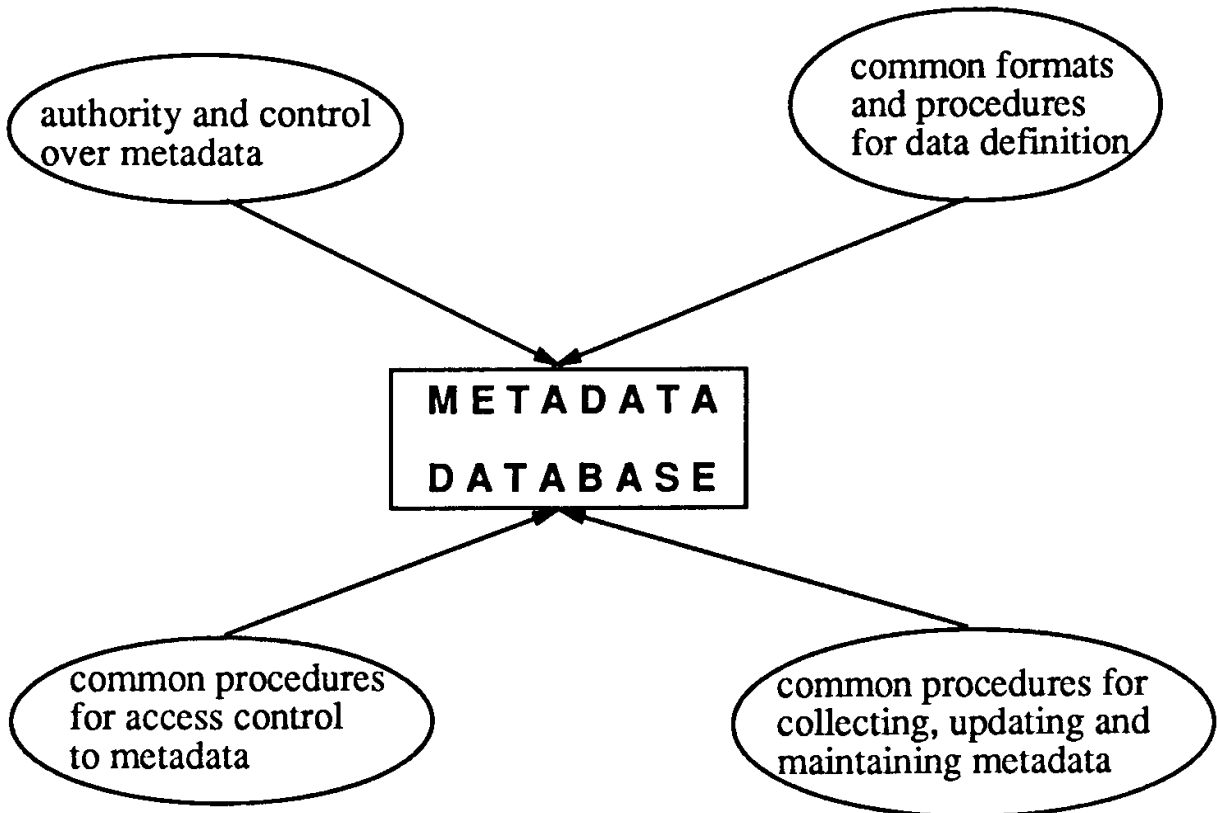 authority and control
over metadata
common formats
and procedures
for data definition
METADATA
DATABASE
common procedures
for access control
to metadata
common procedures for
collecting, updating and
maintaining metadata